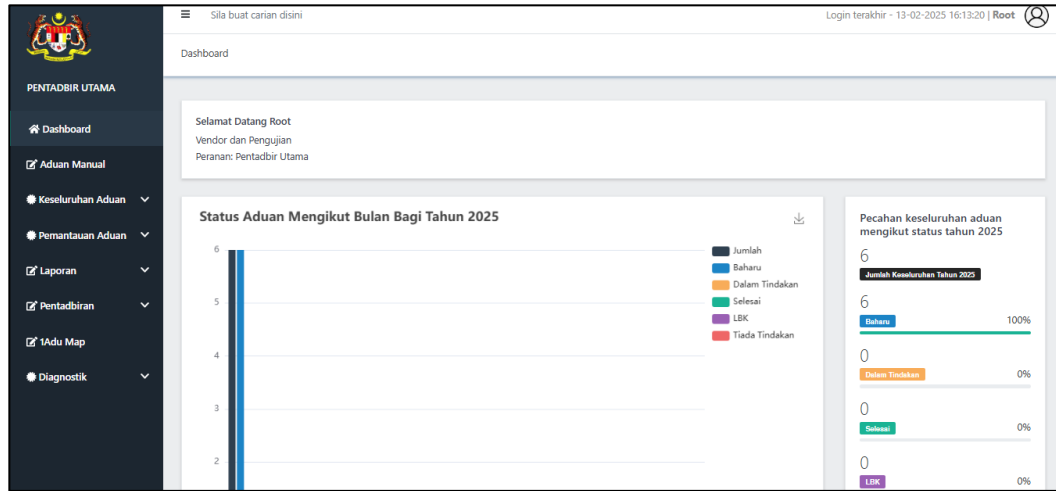 Sila buat carian disini
Login terakhir - 13-02-2025 16:13:20 | Root
Dashboard
PENTADBIR UTAMA
Dashboard
Aduan Manual
Keseluruhan Aduan
Pemantauan Aduan
Laporan
Pentadbiran
1Adu Map
Diagnostik
Selamat Datang Root
Vendor dan Pengujian
Peranan: Pentadbir Utama
Status Aduan Mengikut Bulan Bagi Tahun 2025
6
5
4
3
2
Jumlah
Baharu
Dalam Tindakan
Selesai
LBK
Tiada Tindakan
Pecahan keseluruhan aduan
mengikut status tahun 2025
6
Jumlah Keseluruhan Tahun 2025
6
Baharu 100%
0
Dalam Tindakan 0%
0
Selesai 0%
0
LBK 0%